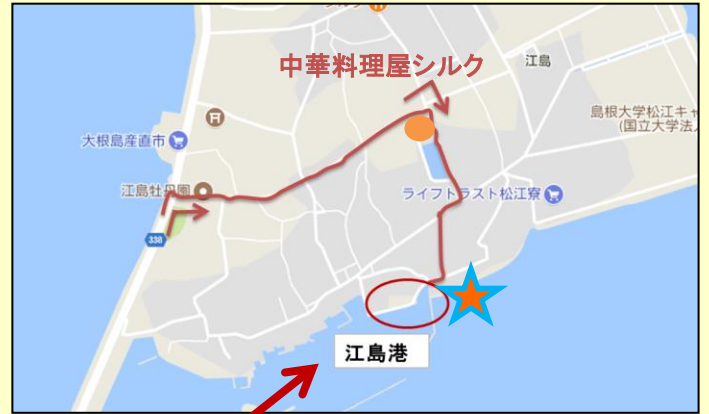 中華料理屋シルク
江島
島根大学松江キャ
(国立大学法
大根島産直市
江島牡丹園
ライフトラスト松江寮
338
江島港